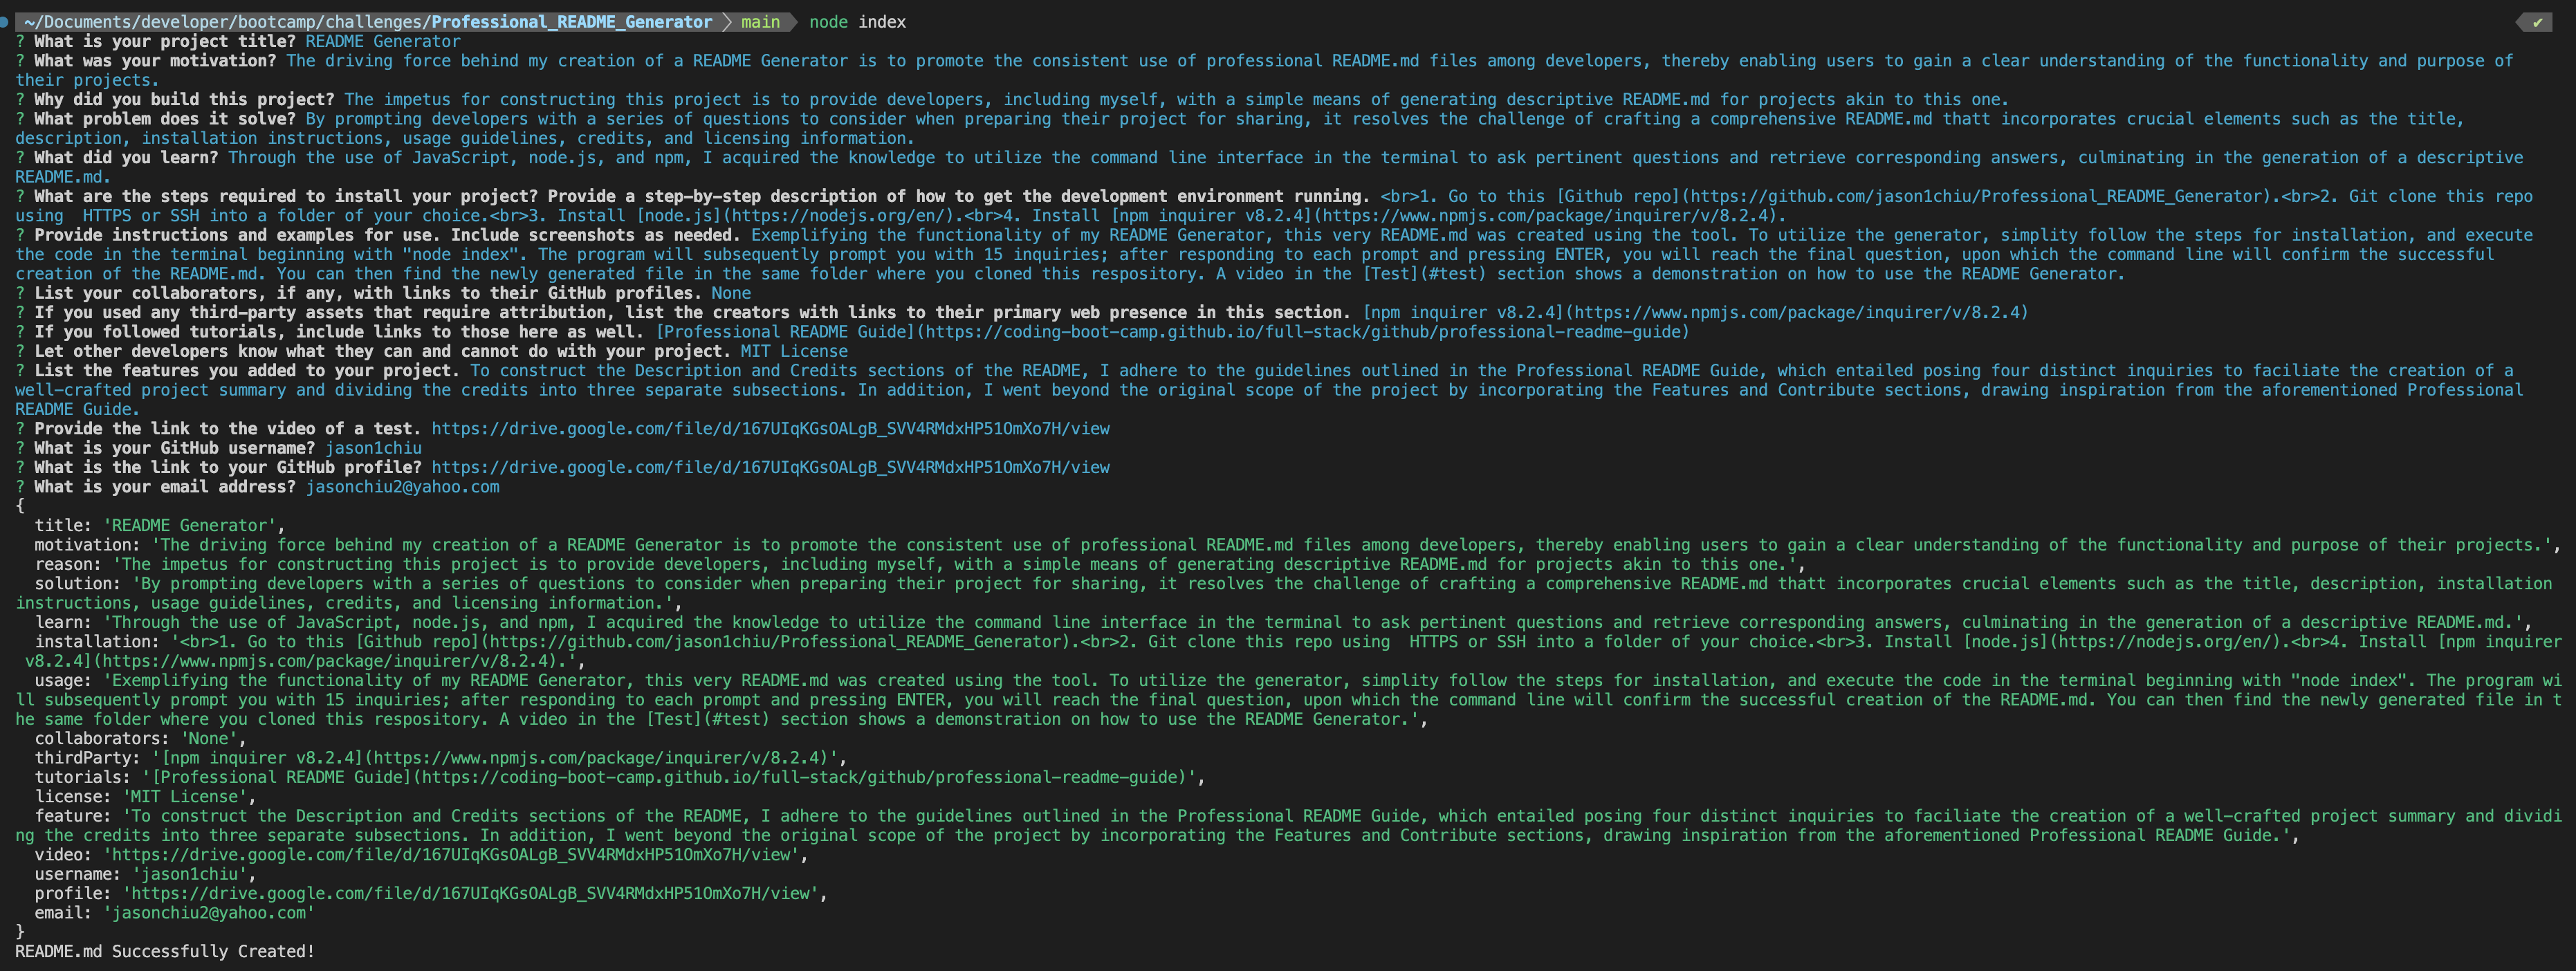 ~/Documents/developer/bootcamp/challenges/Professional_README_Generator main node index ✔
? What is your project title? README Generator
? What was your motivation? The driving force behind my creation of a README Generator is to promote the consistent use of professional README.md files among developers, thereby enabling users to gain a clear understanding of the functionality and purpose of
their projects.
? Why did you build this project? The impetus for constructing this project is to provide developers, including myself, with a simple means of generating descriptive README.md for projects akin to this one.
? What problem does it solve? By prompting developers with a series of questions to consider when preparing their project for sharing, it resolves the challenge of crafting a comprehensive README.md thatt incorporates crucial elements such as the title,
description, installation instructions, usage guidelines, credits, and licensing information.
? What did you learn? Through the use of JavaScript, node.js, and npm, I acquired the knowledge to utilize the command line interface in the terminal to ask pertinent questions and retrieve corresponding answers, culminating in the generation of a descriptive
README.md.
? What are the steps required to install your project? Provide a step-by-step description of how to get the development environment running. <br>1. Go to this [Github repo](https://github.com/jason1chiu/Professional_README_Generator).<br>2. Git clone this repo
using  HTTPS or SSH into a folder of your choice.<br>3. Install [node.js](https://nodejs.org/en/).<br>4. Install [npm inquirer v8.2.4](https://www.npmjs.com/package/inquirer/v/8.2.4).
? Provide instructions and examples for use. Include screenshots as needed. Exemplifying the functionality of my README Generator, this very README.md was created using the tool. To utilize the generator, simplity follow the steps for installation, and execute
the code in the terminal beginning with "node index". The program will subsequently prompt you with 15 inquiries; after responding to each prompt and pressing ENTER, you will reach the final question, upon which the command line will confirm the successful
creation of the README.md. You can then find the newly generated file in the same folder where you cloned this respository. A video in the [Test](#test) section shows a demonstration on how to use the README Generator.
? List your collaborators, if any, with links to their GitHub profiles. None
? If you used any third-party assets that require attribution, list the creators with links to their primary web presence in this section. [npm inquirer v8.2.4](https://www.npmjs.com/package/inquirer/v/8.2.4)
? If you followed tutorials, include links to those here as well. [Professional README Guide](https://coding-boot-camp.github.io/full-stack/github/professional-readme-guide)
? Let other developers know what they can and cannot do with your project. MIT License
? List the features you added to your project. To construct the Description and Credits sections of the README, I adhere to the guidelines outlined in the Professional README Guide, which entailed posing four distinct inquiries to faciliate the creation of a
well-crafted project summary and dividing the credits into three separate subsections. In addition, I went beyond the original scope of the project by incorporating the Features and Contribute sections, drawing inspiration from the aforementioned Professional
README Guide.
? Provide the link to the video of a test. https://drive.google.com/file/d/167UIqKGsOALgB_SVV4RMdxHP51OmXo7H/view
? What is your GitHub username? jason1chiu
? What is the link to your GitHub profile? https://drive.google.com/file/d/167UIqKGsOALgB_SVV4RMdxHP51OmXo7H/view
? What is your email address? jasonchiu2@yahoo.com
{
  title: 'README Generator',
  motivation: 'The driving force behind my creation of a README Generator is to promote the consistent use of professional README.md files among developers, thereby enabling users to gain a clear understanding of the functionality and purpose of their projects.',
  reason: 'The impetus for constructing this project is to provide developers, including myself, with a simple means of generating descriptive README.md for projects akin to this one.',
  solution: 'By prompting developers with a series of questions to consider when preparing their project for sharing, it resolves the challenge of crafting a comprehensive README.md thatt incorporates crucial elements such as the title, description, installation
instructions, usage guidelines, credits, and licensing information.',
  learn: 'Through the use of JavaScript, node.js, and npm, I acquired the knowledge to utilize the command line interface in the terminal to ask pertinent questions and retrieve corresponding answers, culminating in the generation of a descriptive README.md.',
  installation: '<br>1. Go to this [Github repo](https://github.com/jason1chiu/Professional_README_Generator).<br>2. Git clone this repo using  HTTPS or SSH into a folder of your choice.<br>3. Install [node.js](https://nodejs.org/en/).<br>4. Install [npm inquirer
 v8.2.4](https://www.npmjs.com/package/inquirer/v/8.2.4).',
  usage: 'Exemplifying the functionality of my README Generator, this very README.md was created using the tool. To utilize the generator, simplity follow the steps for installation, and execute the code in the terminal beginning with "node index". The program wi
ll subsequently prompt you with 15 inquiries; after responding to each prompt and pressing ENTER, you will reach the final question, upon which the command line will confirm the successful creation of the README.md. You can then find the newly generated file in t
he same folder where you cloned this respository. A video in the [Test](#test) section shows a demonstration on how to use the README Generator.',
  collaborators: 'None',
  thirdParty: '[npm inquirer v8.2.4](https://www.npmjs.com/package/inquirer/v/8.2.4)',
  tutorials: '[Professional README Guide](https://coding-boot-camp.github.io/full-stack/github/professional-readme-guide)',
  license: 'MIT License',
  feature: 'To construct the Description and Credits sections of the README, I adhere to the guidelines outlined in the Professional README Guide, which entailed posing four distinct inquiries to faciliate the creation of a well-crafted project summary and dividi
ng the credits into three separate subsections. In addition, I went beyond the original scope of the project by incorporating the Features and Contribute sections, drawing inspiration from the aforementioned Professional README Guide.',
  video: 'https://drive.google.com/file/d/167UIqKGsOALgB_SVV4RMdxHP51OmXo7H/view',
  username: 'jason1chiu',
  profile: 'https://drive.google.com/file/d/167UIqKGsOALgB_SVV4RMdxHP51OmXo7H/view',
  email: 'jasonchiu2@yahoo.com'
}
README.md Successfully Created!